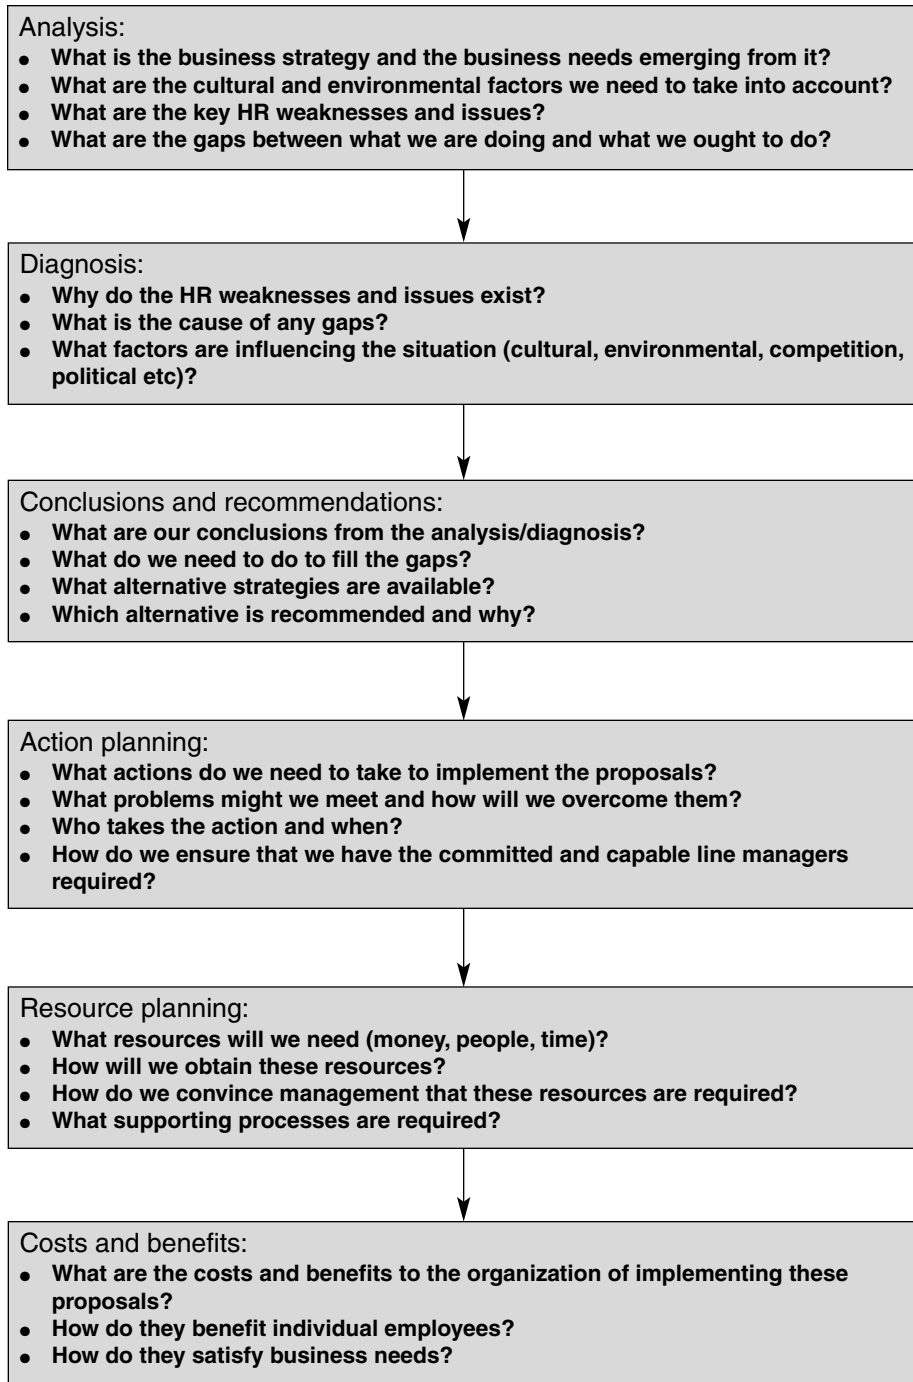 Analysis:
● What is the business strategy and the business needs emerging from it?
● What are the cultural and environmental factors we need to take into account?
● What are the key HR weaknesses and issues?
● What are the gaps between what we are doing and what we ought to do?
Diagnosis:
● Why do the HR weaknesses and issues exist?
● What is the cause of any gaps?
● What factors are influencing the situation (cultural, environmental, competition,
political etc)?
Conclusions and recommendations:
● What are our conclusions from the analysis/diagnosis?
● What do we need to do to fill the gaps?
● What alternative strategies are available?
● Which alternative is recommended and why?
Action planning:
● What actions do we need to take to implement the proposals?
● What problems might we meet and how will we overcome them?
● Who takes the action and when?
● How do we ensure that we have the committed and capable line managers
required?
Resource planning:
● What resources will we need (money, people, time)?
● How will we obtain these resources?
● How do we convince management that these resources are required?
● What supporting processes are required?
Costs and benefits:
● What are the costs and benefits to the organization of implementing these
proposals?
● How do they benefit individual employees?
● How do they satisfy business needs?